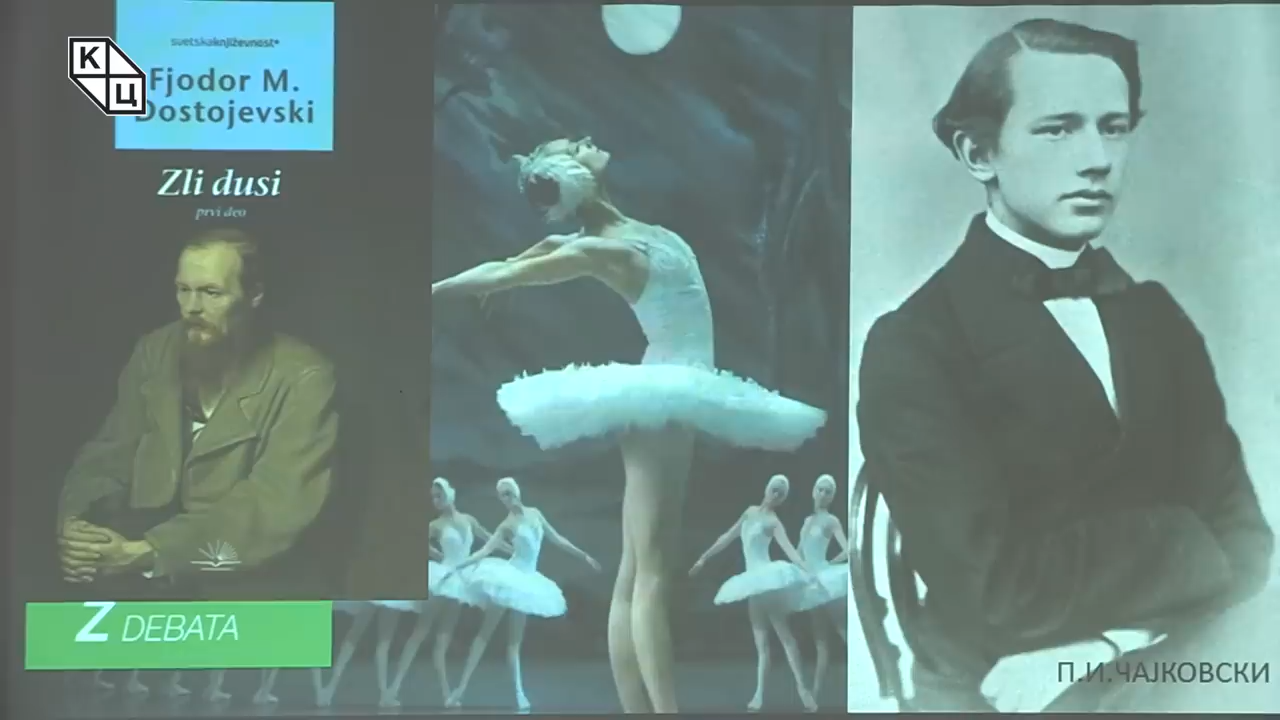 К
Ц
svetskaknjiževnost•
Fjodor M.
Dostojevski
Zli dusi
prvi deo
Z DEBATA
П.И.ЧАЈКОВСКИ